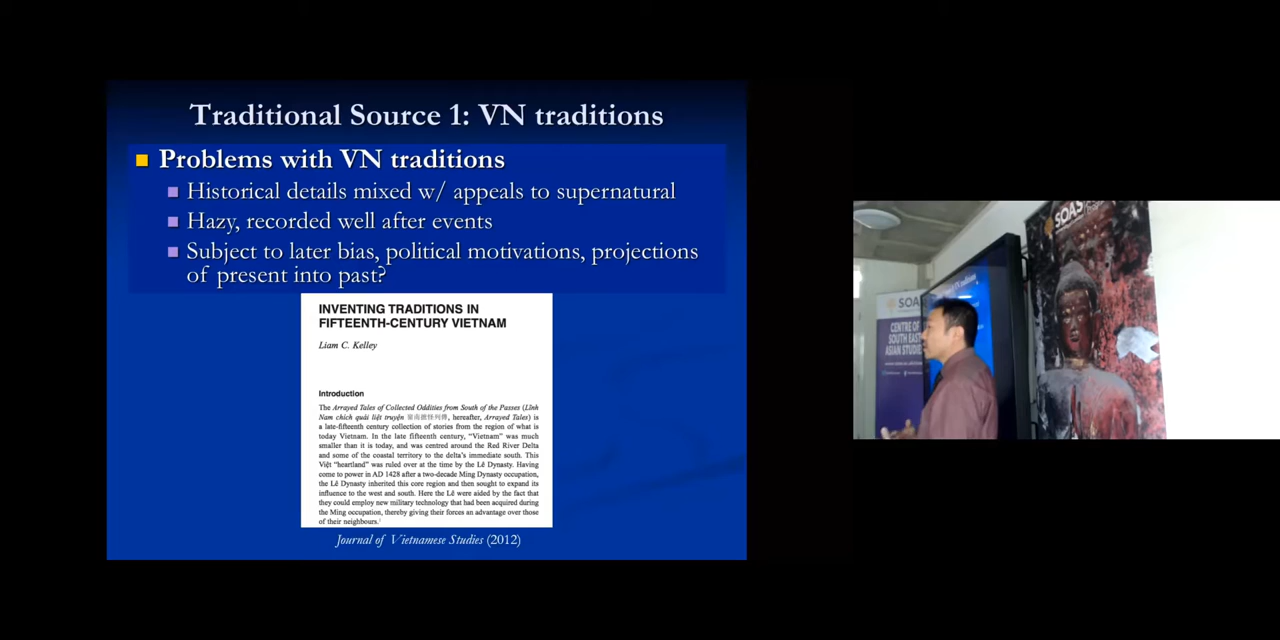 Traditional Source 1: VN traditions
Problems with VN traditions
Historical details mixed w/ appeals to supernatural
Hazy, recorded well after events
Subject to later bias, political motivations, projections
of present into past?
INVENTING TRADITIONS IN
FIFTEENTH-CENTURY VIETNAM
Liam C. Kelley
Introduction
The Arrayed Tales of Collected Oddities from South of the Passes (Lĩnh
Nam chích quái liệt truyện 嶺南摭怪列傳, hereafter, Arrayed Tales) is
a late-fifteenth century collection of stories from the region of what is
today Vietnam. In the late fifteenth century, “Vietnam” was much
smaller than it is today, and was centred around the Red River Delta
and some of the coastal territory to the delta’s immediate south. This
Việt “heartland” was ruled over at the time by the Lê Dynasty. Having
come to power in AD 1428 after a two-decade Ming Dynasty occupation,
the Lê Dynasty inherited this core region and then sought to expand its
influence to the west and south. Here the Lê were aided by the fact that
they could employ new military technology that had been acquired during
the Ming occupation, thereby giving their forces an advantage over those
of their neighbours.
Journal of Vietnamese Studies (2012)
SOAS
SOAS
CENTRE OF
SOUTH EAST
ASIAN STUDIES